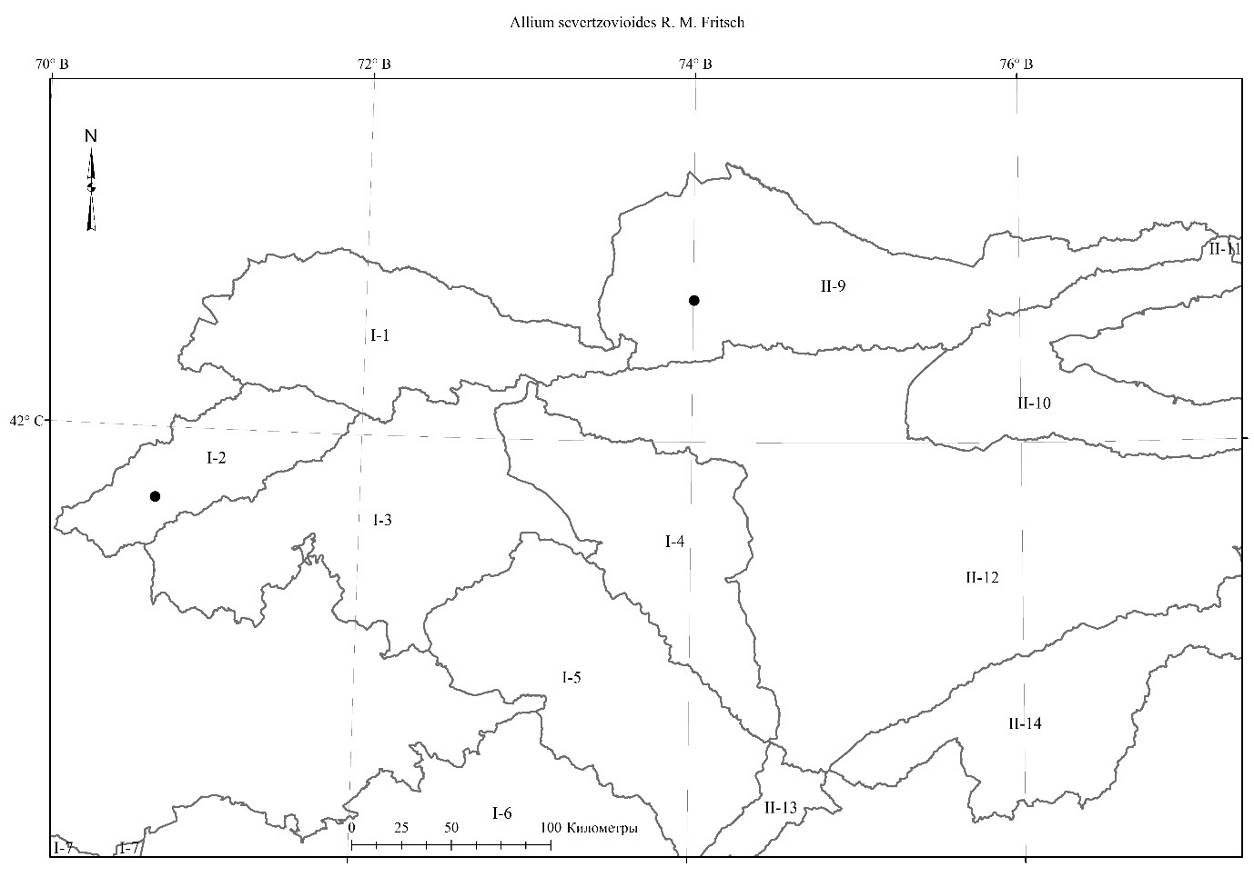 Allium severtzovioides R. M. Fritsch
70° В 72° В 74° В 76° В
N
II-11
II-9
I-1
II-10
42° С
I-2
I-3
I-4
II-12
I-5
II-14
II-13
I-6
0 25 50 100 Километры
I-7 I-7